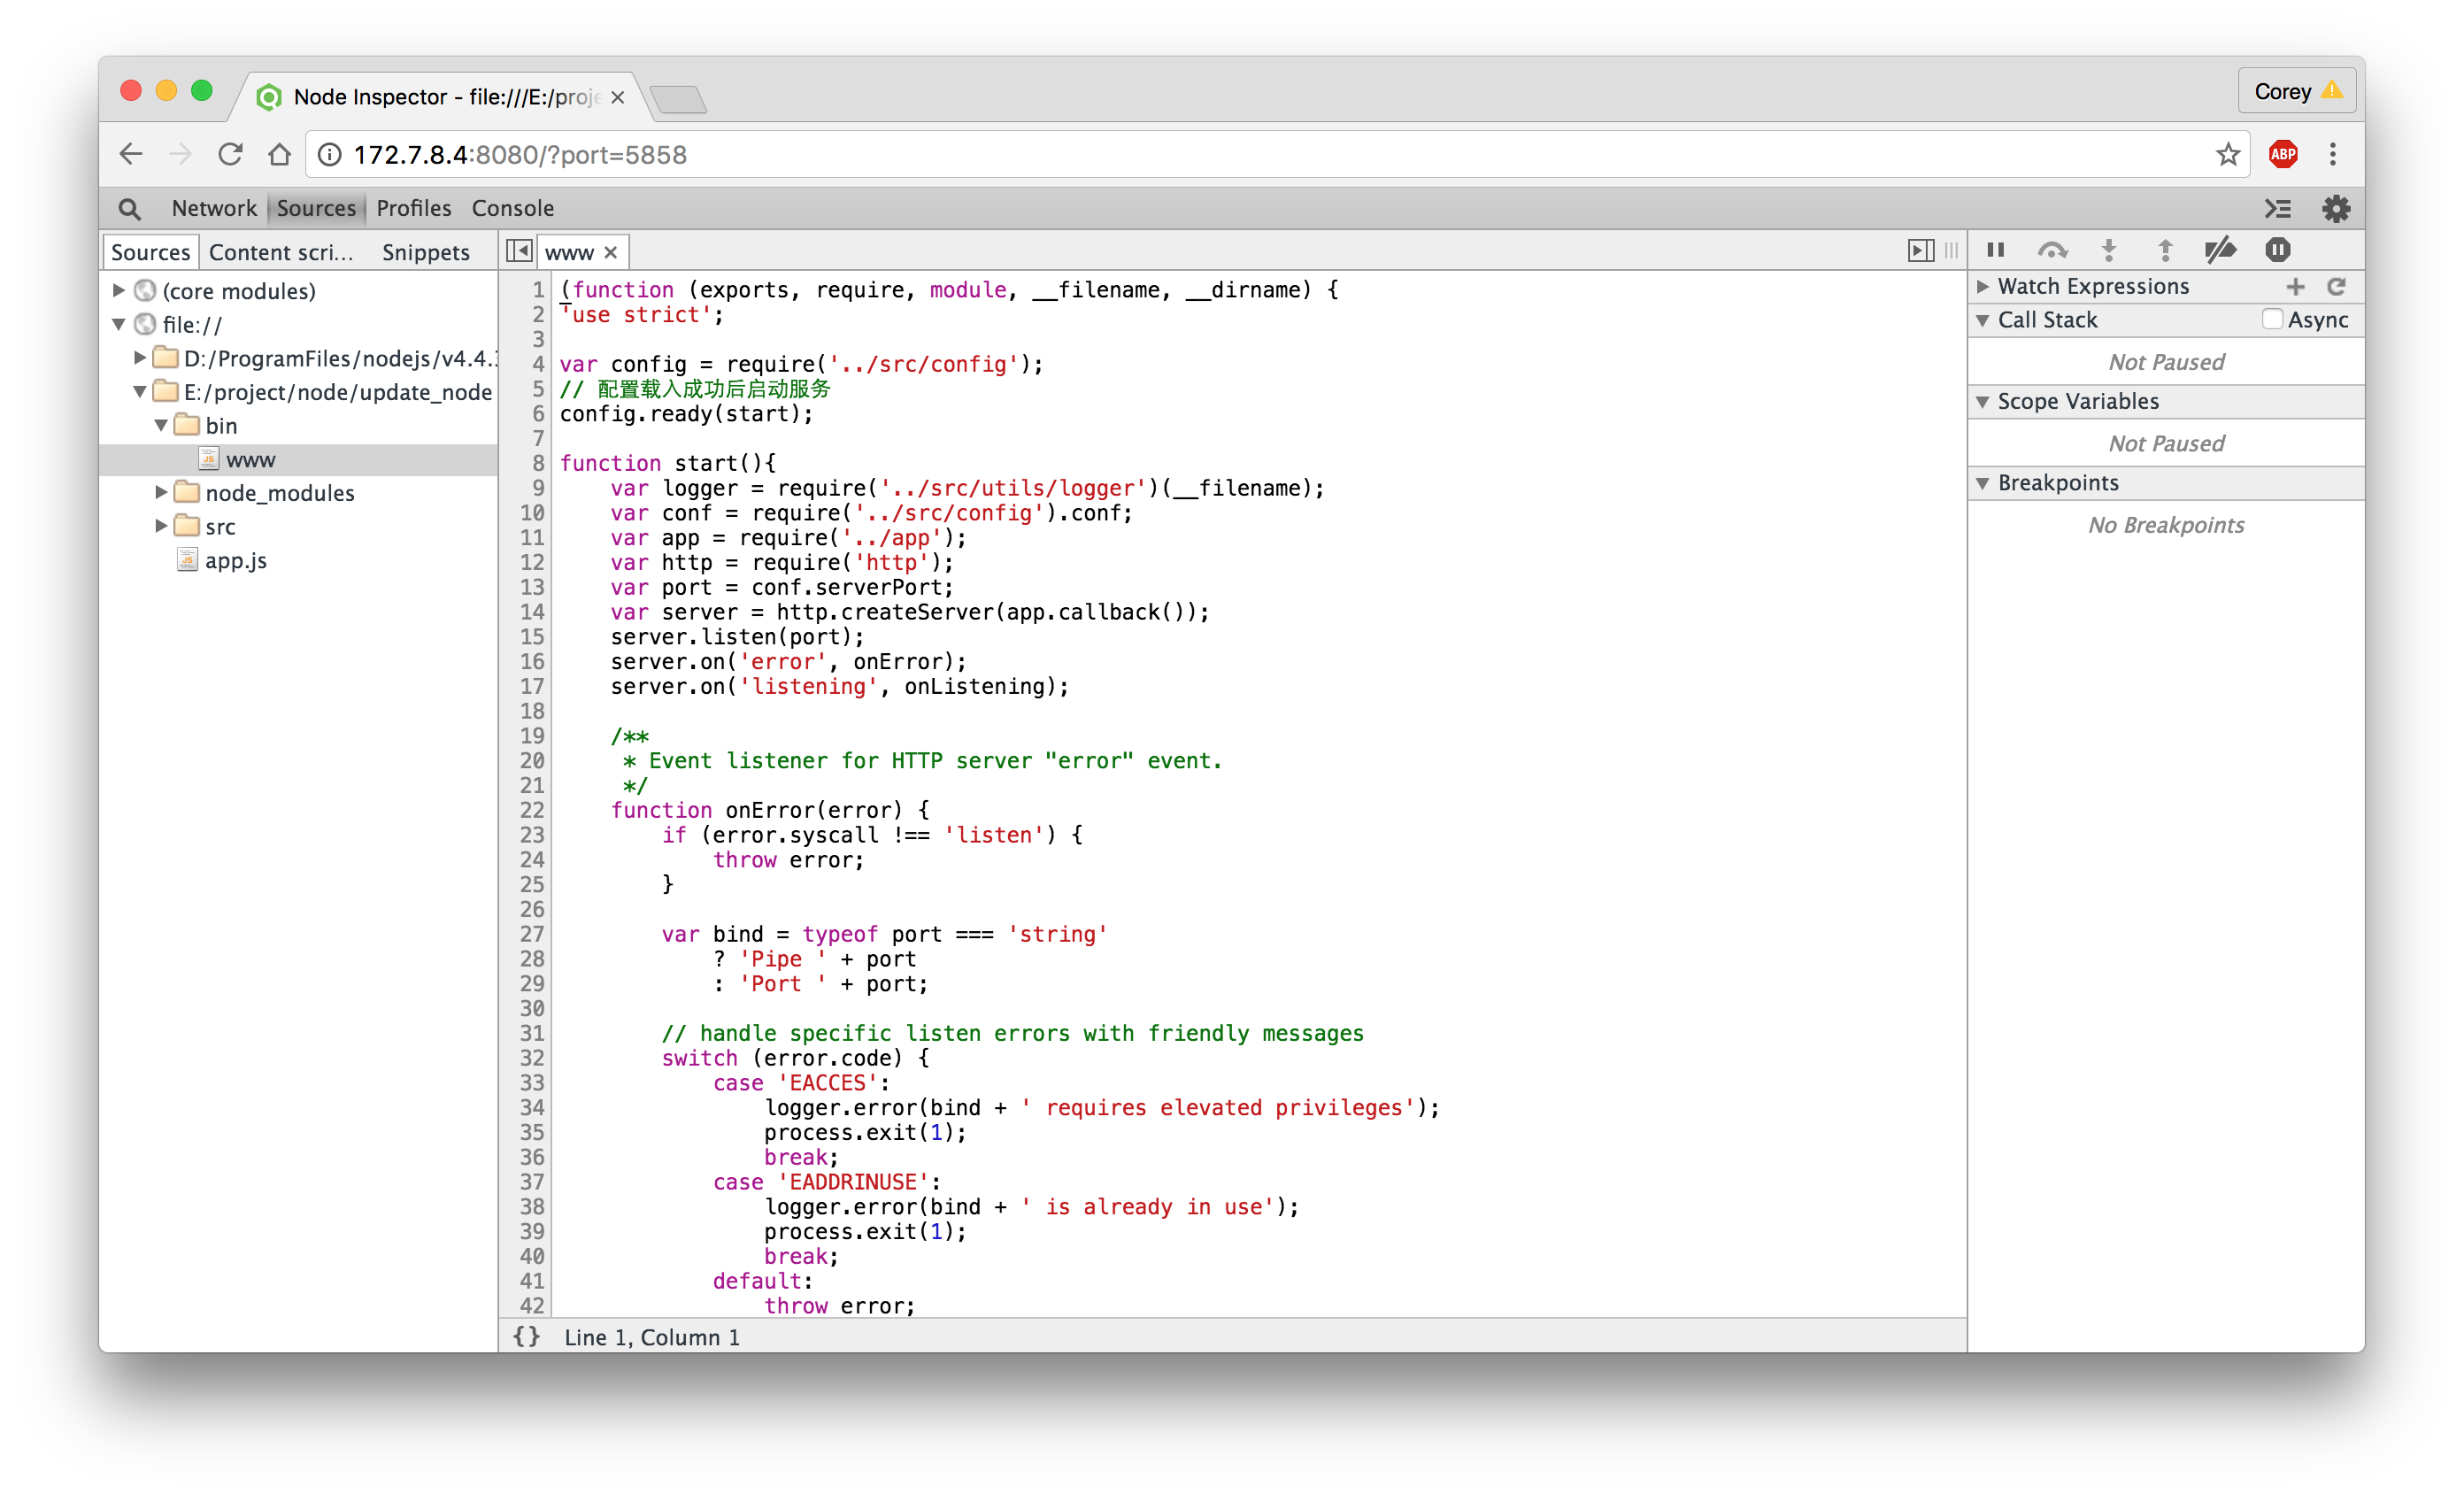 Node Inspector - file:///E:/proje
Corey
172.7.8.4:8080/?port=5858
ABP
Network Sources Profiles Console
Sources Content scri... Snippets
www
(core modules)
file://
D:/ProgramFiles/nodejs/v4.4.3
E:/project/node/update_node
bin
www
node_modules
src
app.js
1 (function (exports, require, module, __filename, __dirname) {
2 'use strict';
3
4 var config = require('../src/config');
5 // 配置载入成功后启动服务
6 config.ready(start);
7
8 function start(){
9     var logger = require('../src/utils/logger')(__filename);
10     var conf = require('../src/config').conf;
11     var app = require('../app');
12     var http = require('http');
13     var port = conf.serverPort;
14     var server = http.createServer(app.callback());
15     server.listen(port);
16     server.on('error', onError);
17     server.on('listening', onListening);
18
19     /**
20      * Event listener for HTTP server "error" event.
21      */
22     function onError(error) {
23         if (error.syscall !== 'listen') {
24             throw error;
25         }
26
27         var bind = typeof port === 'string'
28             ? 'Pipe ' + port
29             : 'Port ' + port;
30
31         // handle specific listen errors with friendly messages
32         switch (error.code) {
33             case 'EACCES':
34                 logger.error(bind + ' requires elevated privileges');
35                 process.exit(1);
36                 break;
37             case 'EADDRINUSE':
38                 logger.error(bind + ' is already in use');
39                 process.exit(1);
40                 break;
41             default:
42                 throw error;
{} Line 1, Column 1
Watch Expressions
Call Stack Async
Not Paused
Scope Variables
Not Paused
Breakpoints
No Breakpoints